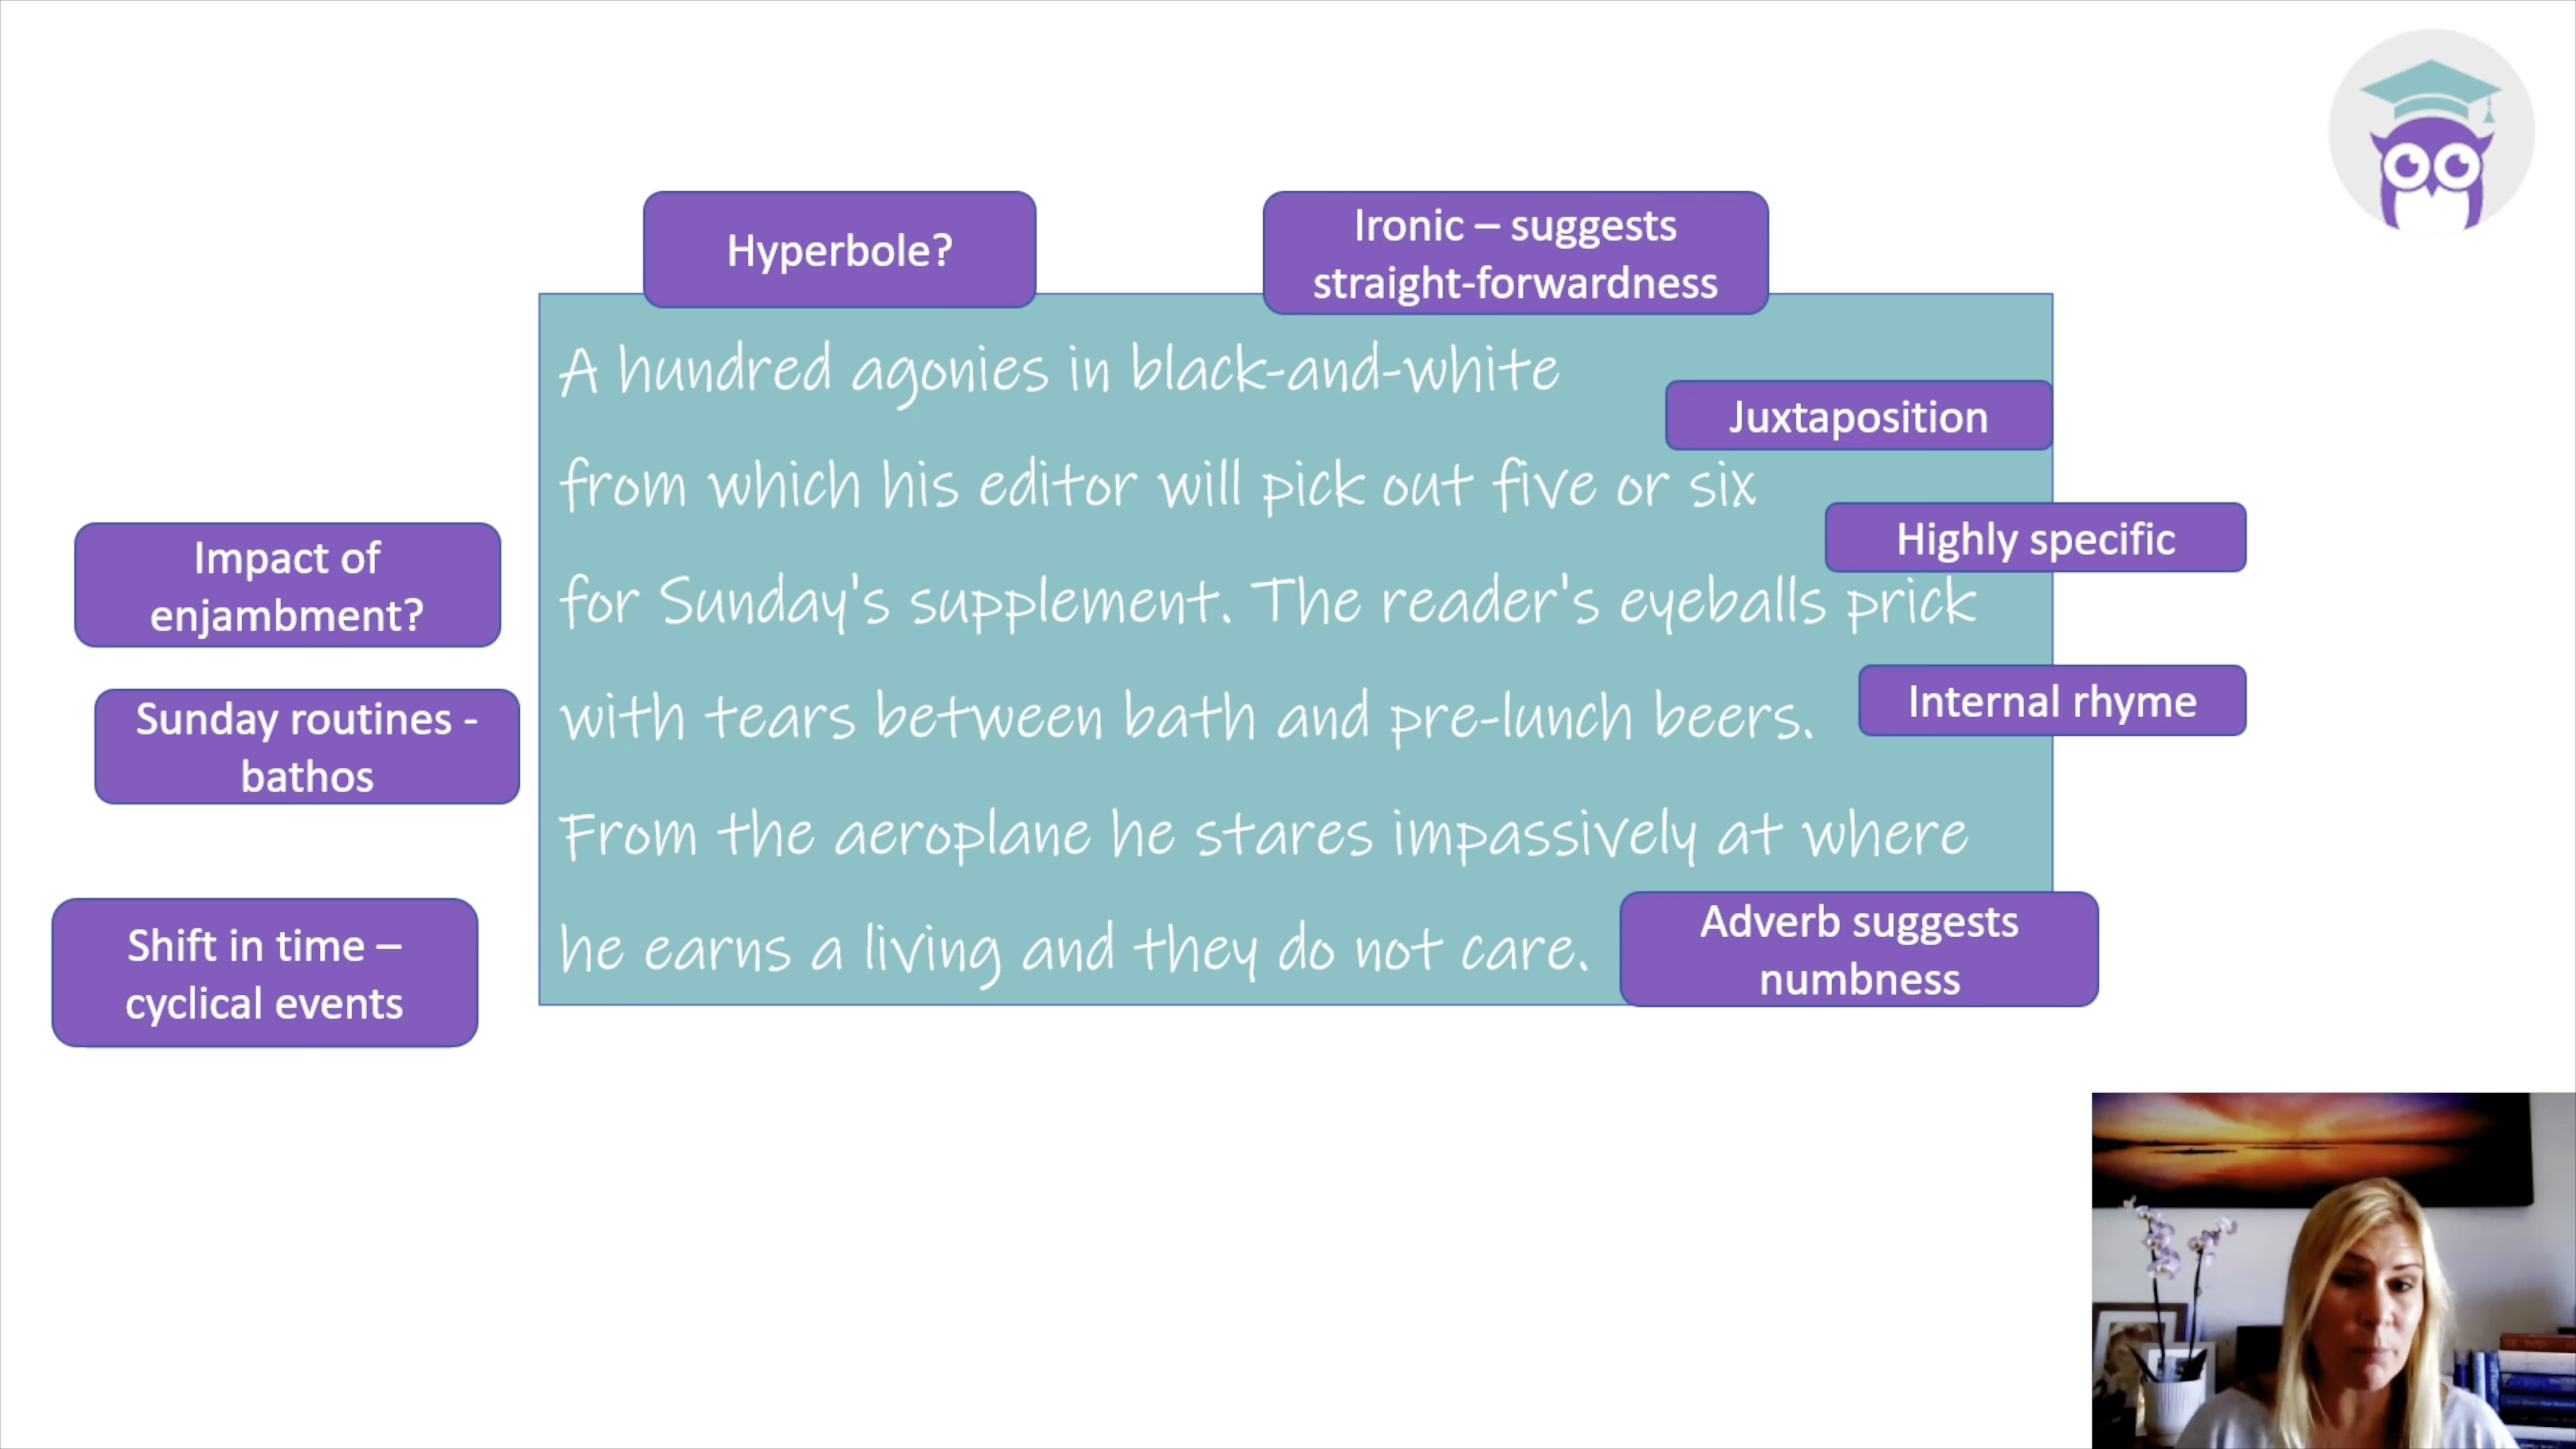 Hyperbole?
Ironic – suggests
straight-forwardness
A hundred agonies in black-and-white
Juxtaposition
from which his editor will pick out five or six
Highly specific
Impact of
enjambment?
for Sunday's supplement. The reader's eyeballs prick
Internal rhyme
Sunday routines -
bathos
with tears between bath and pre-lunch beers.
From the aeroplane he stares impassively at where
Shift in time –
cyclical events
he earns a living and they do not care.
Adverb suggests
numbness